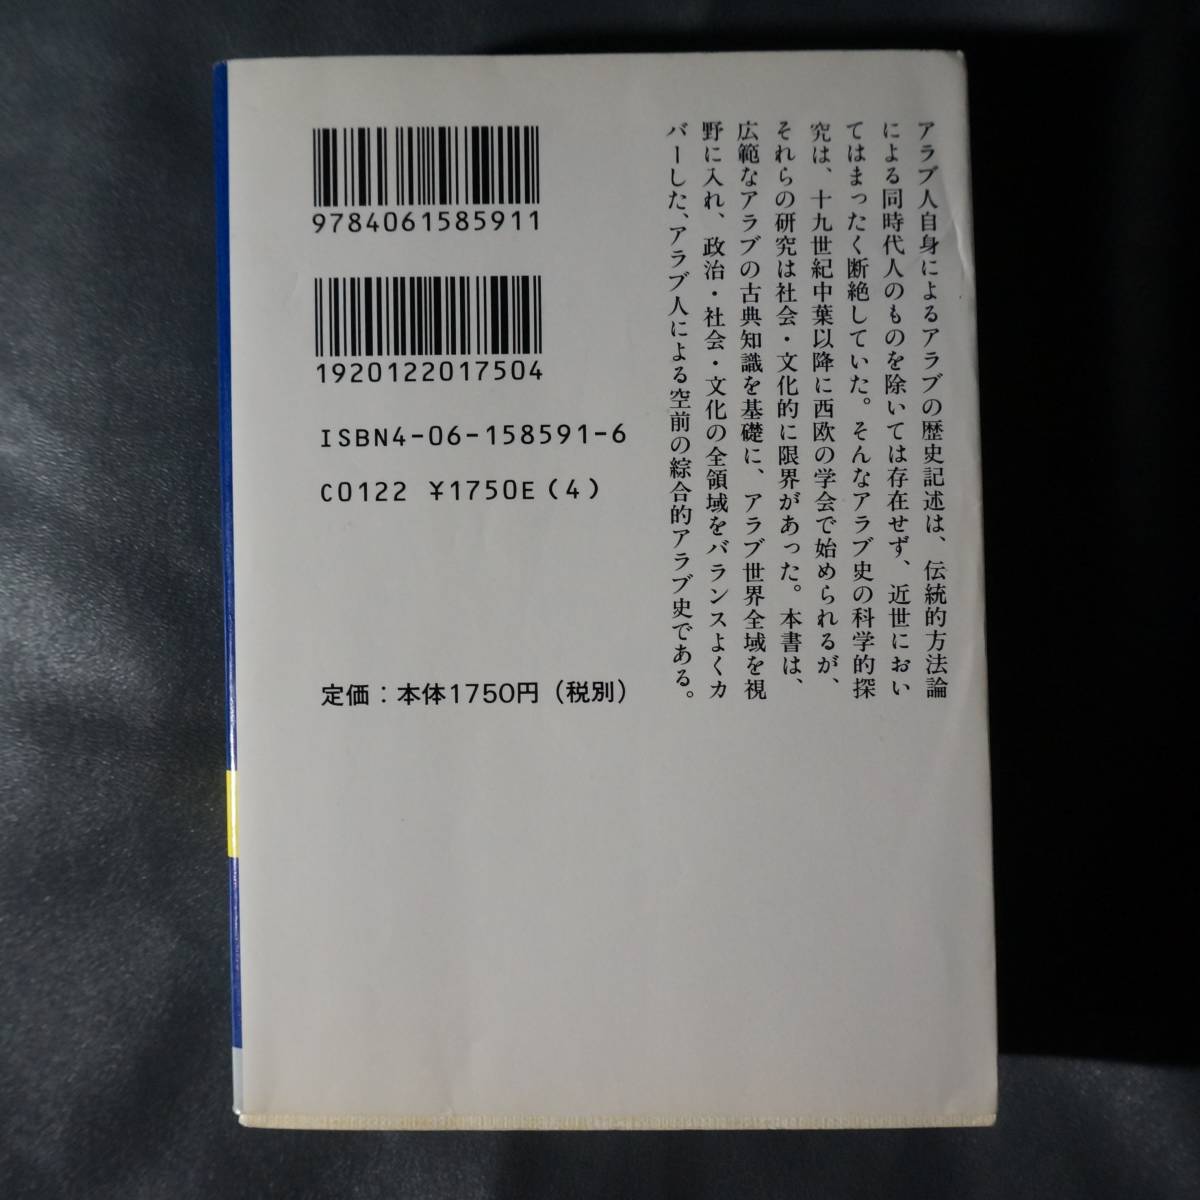 アラブ人自身によるアラブの歴史記述は、伝統的方法論
による同時代人のものを除いては存在せず、近世におい
てはまったく断絶していた。そんなアラブ史の科学的探
究は、十九世紀中葉以降に西欧の学会で始められるが、
それらの研究は社会・文化的に限界があった。本書は、
広範なアラブの古典知識を基礎に、アラブ世界全域を視
野に入れ、政治・社会・文化の全領域をバランスよくカ
バーした、アラブ人による空前の綜合的アラブ史である。
9784061585911
1920122017504
ISBN4-06-158591-6
C0122 ¥1750E (4)
定価:本体1750円(税別)